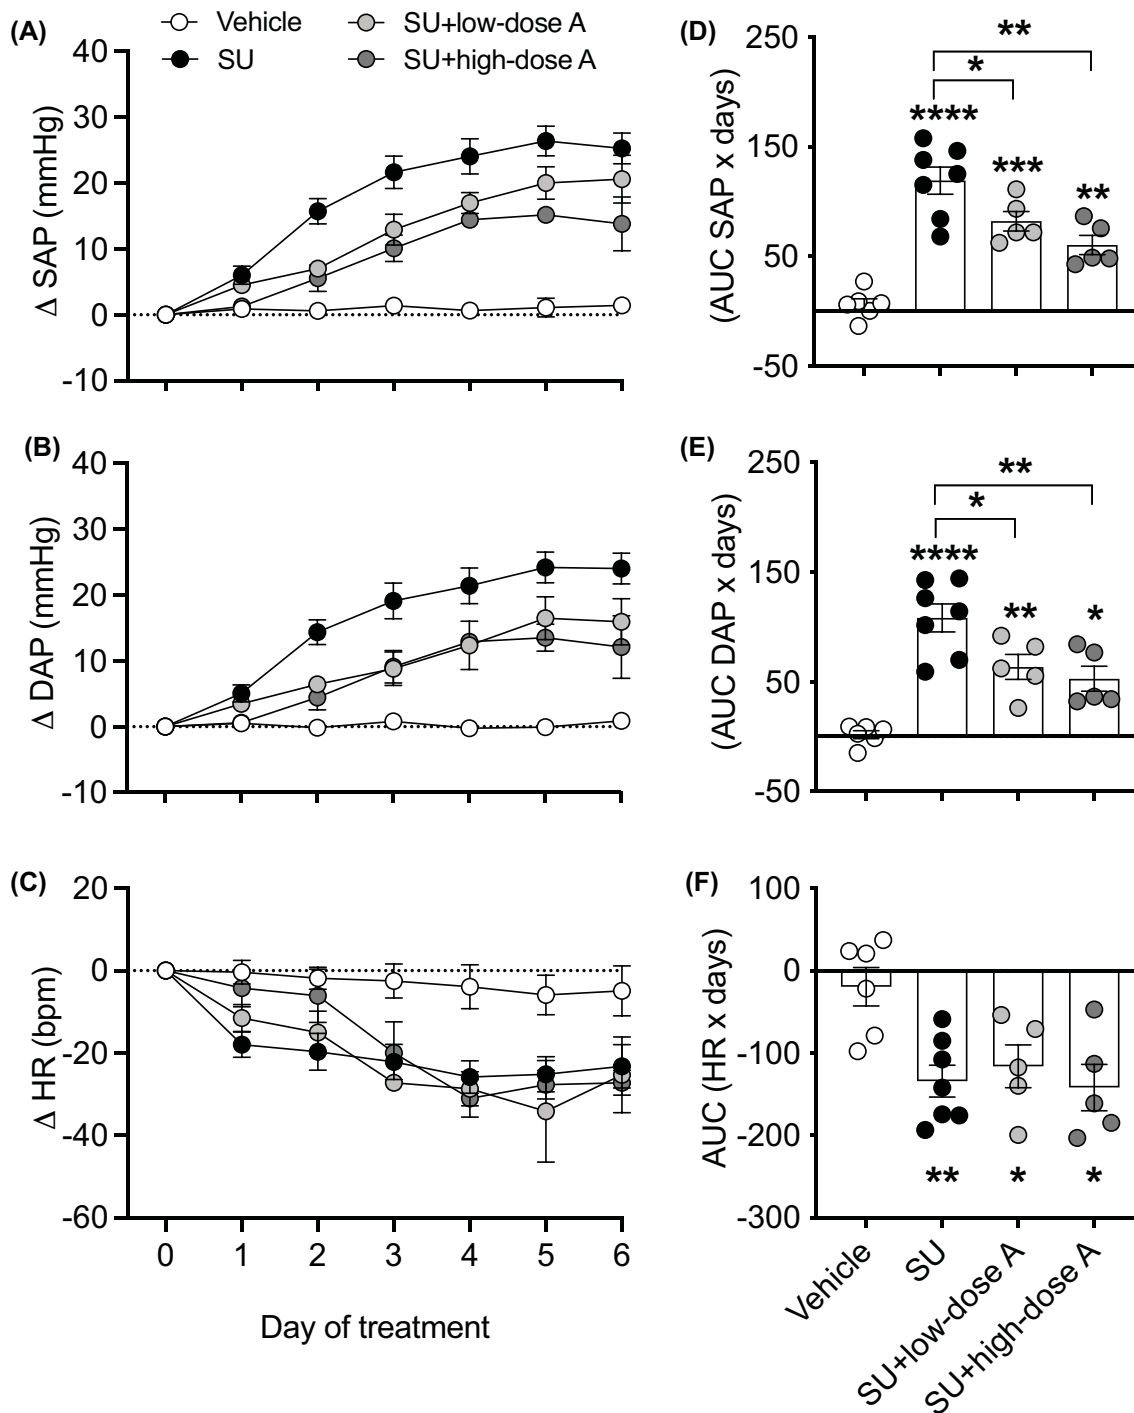 (A)
Vehicle
SU
SU+low-dose A
SU+high-dose A
40
30
20
10
0
-10
Δ SAP (mmHg)
(D)
250
150
50
-50
(AUC SAP x days)
**
*
****
***
**
(B)
40
30
20
10
0
-10
Δ DAP (mmHg)
(E)
250
150
50
-50
(AUC DAP x days)
**
*
****
**
*
(C)
20
0
-20
-40
-60
Δ HR (bpm)
0 1 2 3 4 5 6
Day of treatment
(F)
100
0
-100
-200
-300
AUC (HR x days)
** * *
Vehicle
SU
SU+low-dose A
SU+high-dose A